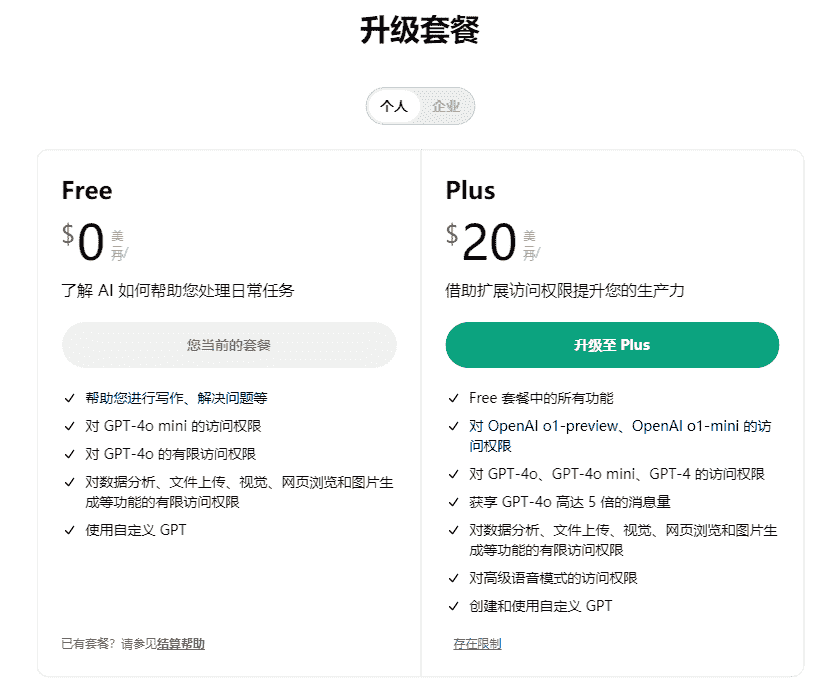 升级套餐
个人
企业
Free
$0 美元/
了解 AI 如何帮助您处理日常任务
您当前的套餐
帮助您进行写作、解决问题等
对 GPT-4o mini 的访问权限
对 GPT-4o 的有限访问权限
对数据分析、文件上传、视觉、网页浏览和图片生
成等功能的有限访问权限
使用自定义 GPT
已有套餐？请参见结算帮助
Plus
$20 美元/
借助扩展访问权限提升您的生产力
升级至 Plus
Free 套餐中的所有功能
对 OpenAI o1-preview、OpenAI o1-mini 的访
问权限
对 GPT-4o、GPT-4o mini、GPT-4 的访问权限
获享 GPT-4o 高达 5 倍的消息量
对数据分析、文件上传、视觉、网页浏览和图片生
成等功能的有限访问权限
对高级语音模式的访问权限
创建和使用自定义 GPT
存在限制